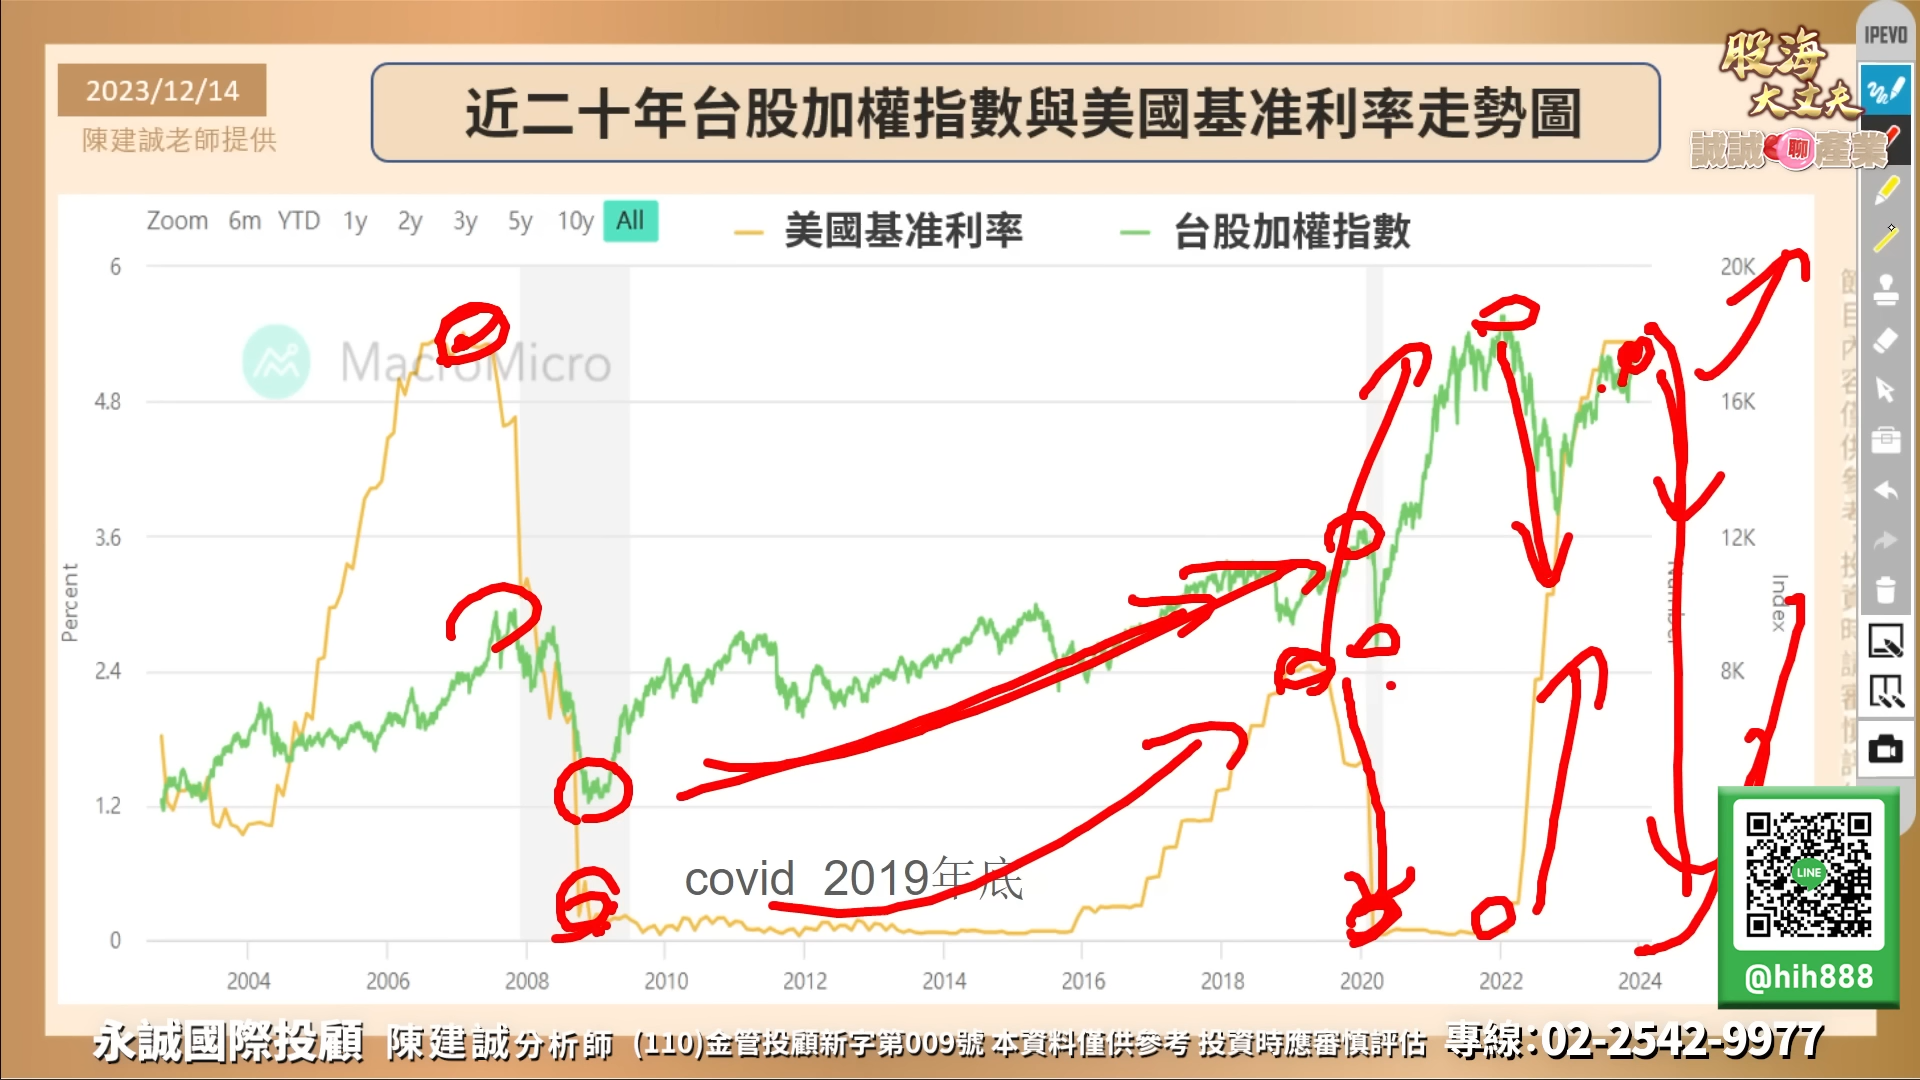 2023/12/14
陳建誠老師提供
近二十年台股加權指數與美國基准利率走勢圖
股海
大丈夫
誠誠聊產業
IPEVO
Zoom 6m YTD 1y 2y 3y 5y 10y All
美國基准利率 台股加權指數
MacroMicro
6
4.8
3.6
2.4
1.2
0
Percent
20K
16K
12K
8K
Number
Index
covid 2019年底
2004 2006 2008 2010 2012 2014 2016 2018 2020 2022 2024
LINE
@hih888
永誠國際投顧 陳建誠分析師 (110)金管投顧新字第009號 本資料僅供參考 投資時應審慎評估 專線:02-2542-9977